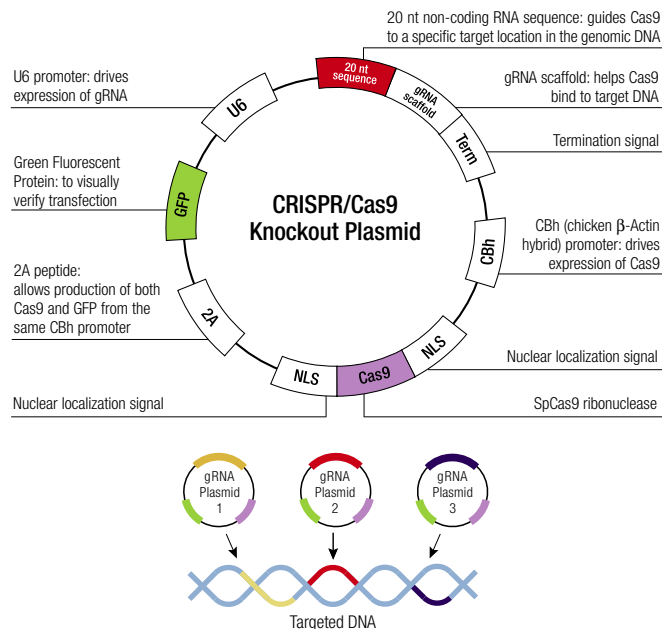 20 nt non-coding RNA sequence: guides Cas9
to a specific target location in the genomic DNA
U6 promoter: drives
expression of gRNA
20 nt
sequence
gRNA
scaffold
Term
U6
gRNA scaffold: helps Cas9
bind to target DNA
Termination signal
Green Fluorescent
Protein: to visually
verify transfection
GFP
CRISPR/Cas9
Knockout Plasmid
CBh
CBh (chicken β-Actin
hybrid) promoter: drives
expression of Cas9
2A peptide:
allows production of both
Cas9 and GFP from the
same CBh promoter
2A
NLS
Cas9
NLS
Nuclear localization signal
Nuclear localization signal
SpCas9 ribonuclease
gRNA
Plasmid
1
gRNA
Plasmid
2
gRNA
Plasmid
3
Targeted DNA